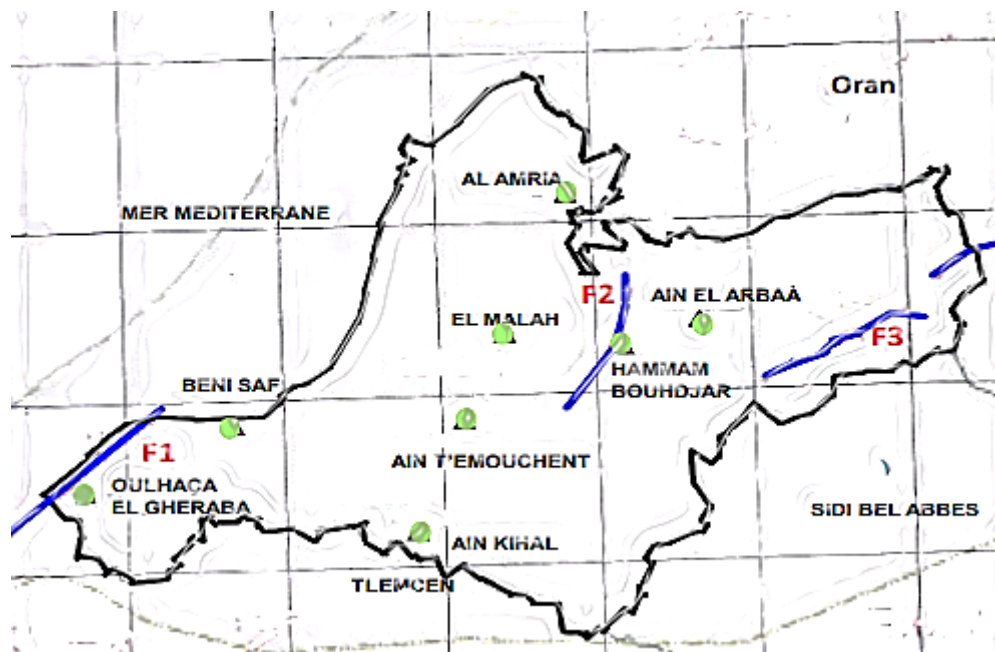 Oran
AL AMRIA
MER MEDITERRANE
F2
AIN EL ARBAÀ
EL MALAH
F3
HAMMAM
BOUHDJAR
BENI SAF
F1
AIN T'EMOUCHENT
OULHAÇA
EL GHERABA
SiDI BEL ABBES
AIN KIHAL
TLEMCEN